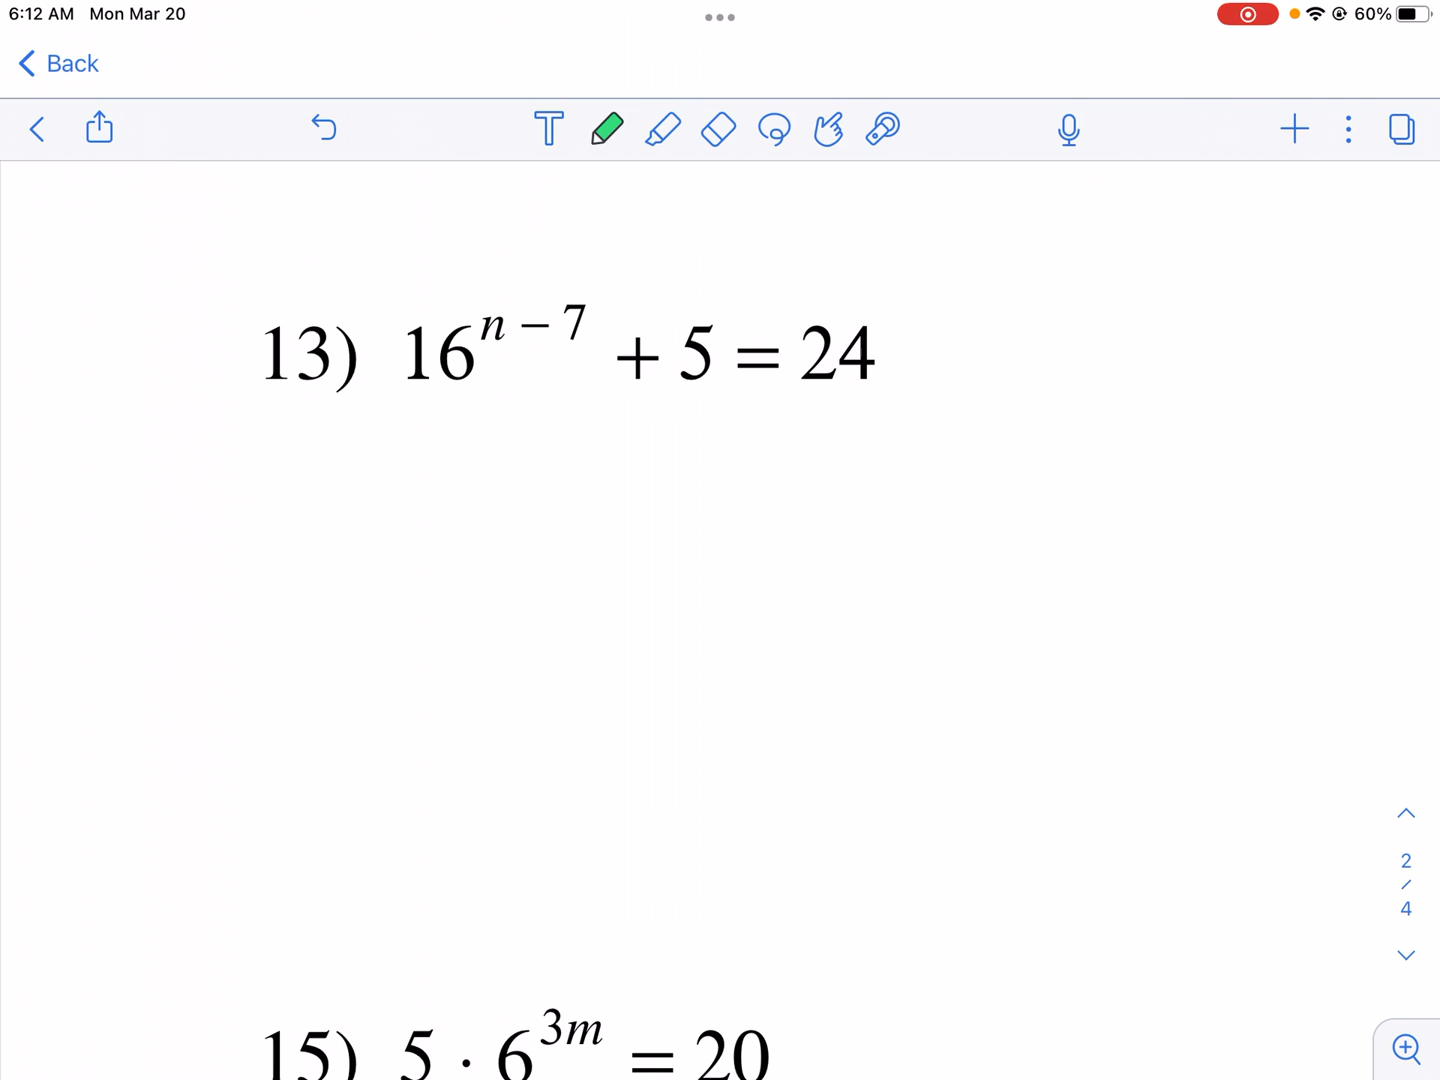 6:12 AM Mon Mar 20
60%
Back
13) 16^{n − 7} + 5 = 24
2
/
4
15) 5 · 6^{3m} = 20